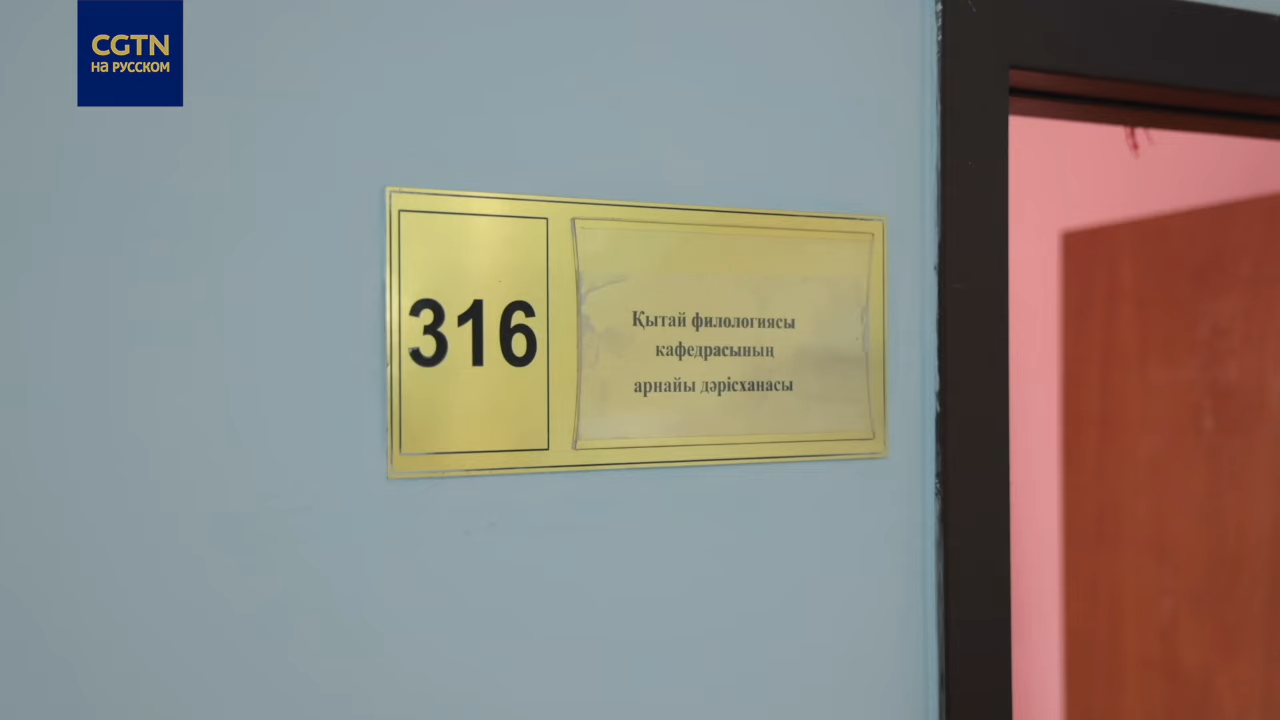 CGTN
на русском
316
Қытай филологиясы
кафедрасының
арнайы дәрісханасы